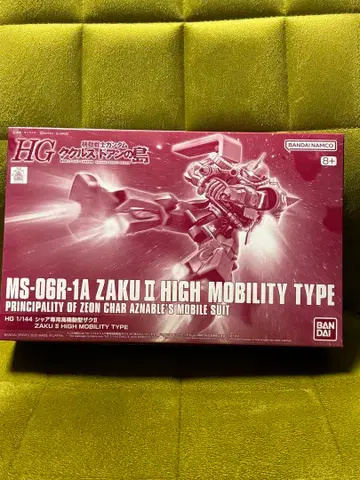 HG
機動戦士ガンダム
ククルス・ドアンの島
BANDAI NAMCO
8+
MS-06R-1A ZAKU II HIGH MOBILITY TYPE
PRINCIPALITY OF ZEON CHAR AZNABLE'S MOBILE SUIT
HG 1/144 シャア専用高機動型ザクII
ZAKU II HIGH MOBILITY TYPE
BAN
DAI